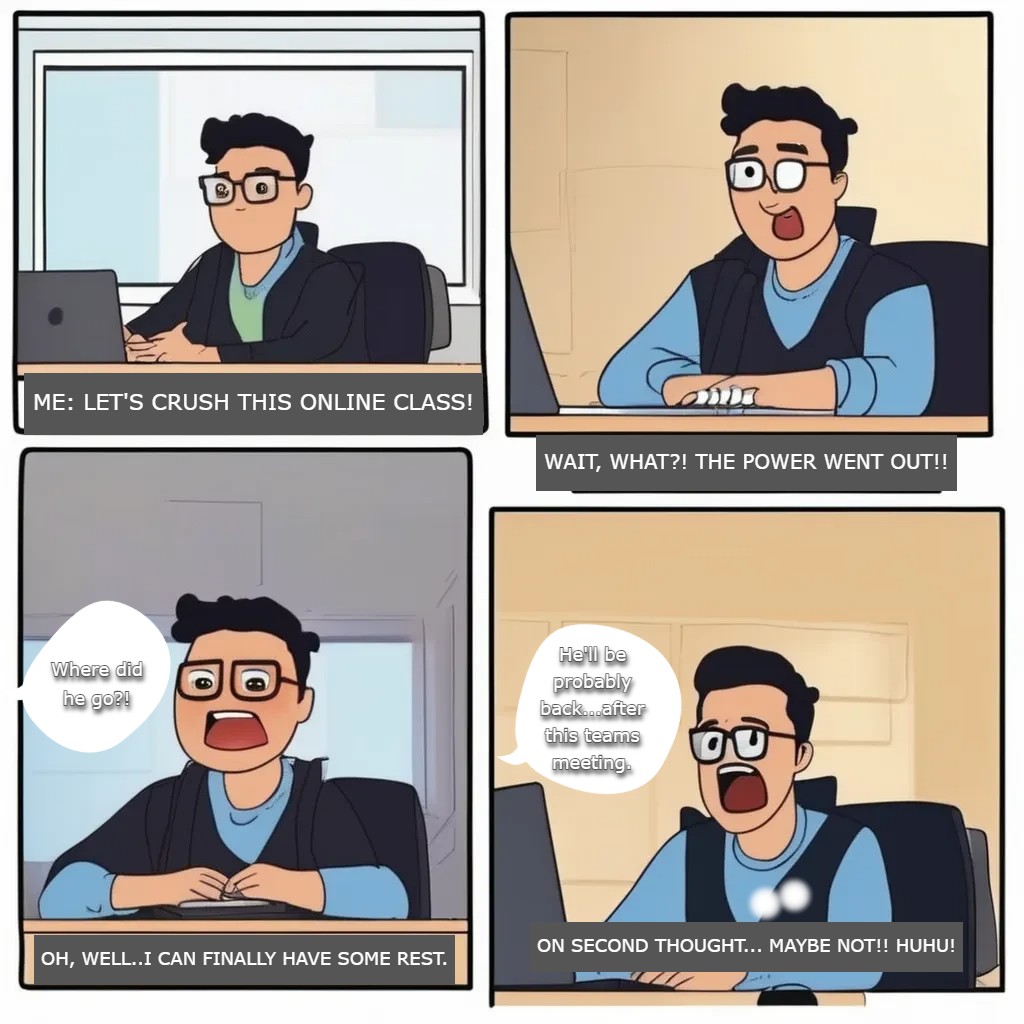 ME: LET'S CRUSH THIS ONLINE CLASS!
WAIT, WHAT?! THE POWER WENT OUT!!
Where did
he go?!
OH, WELL..I CAN FINALLY HAVE SOME REST.
He'll be
probably
back...after
this teams
meeting.
ON SECOND THOUGHT... MAYBE NOT!! HUHU!